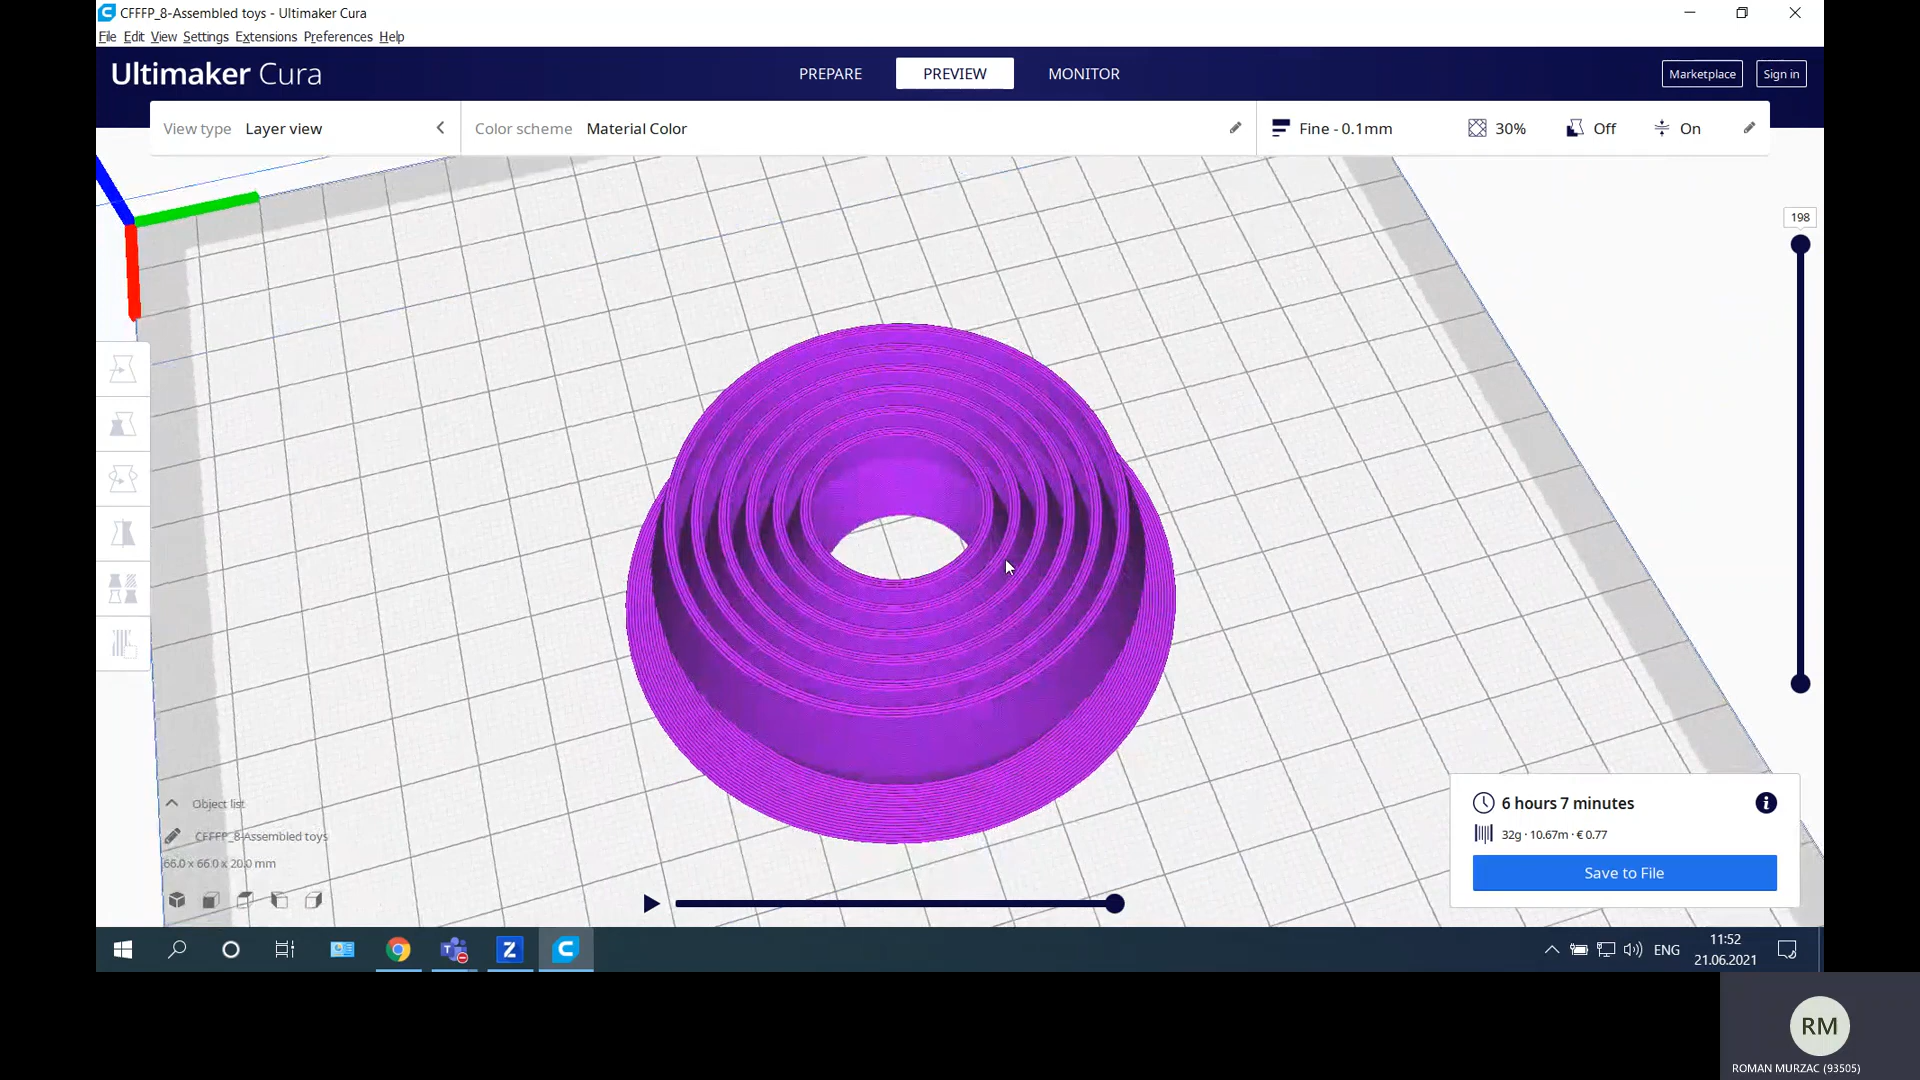 CFFFP_8-Assembled toys - Ultimaker Cura
File Edit View Settings Extensions Preferences Help
Ultimaker Cura
PREPARE
PREVIEW
MONITOR
Marketplace
Sign in
View type Layer view
Color scheme Material Color
Fine - 0.1mm
30%
Off
On
198
Object list
CFFFP_8-Assembled toys
66.0 x 66.0 x 20.0 mm
6 hours 7 minutes
32g · 10.67m · € 0.77
Save to File
ENG
11:52
21.06.2021
RM
ROMAN MURZAC (93505)